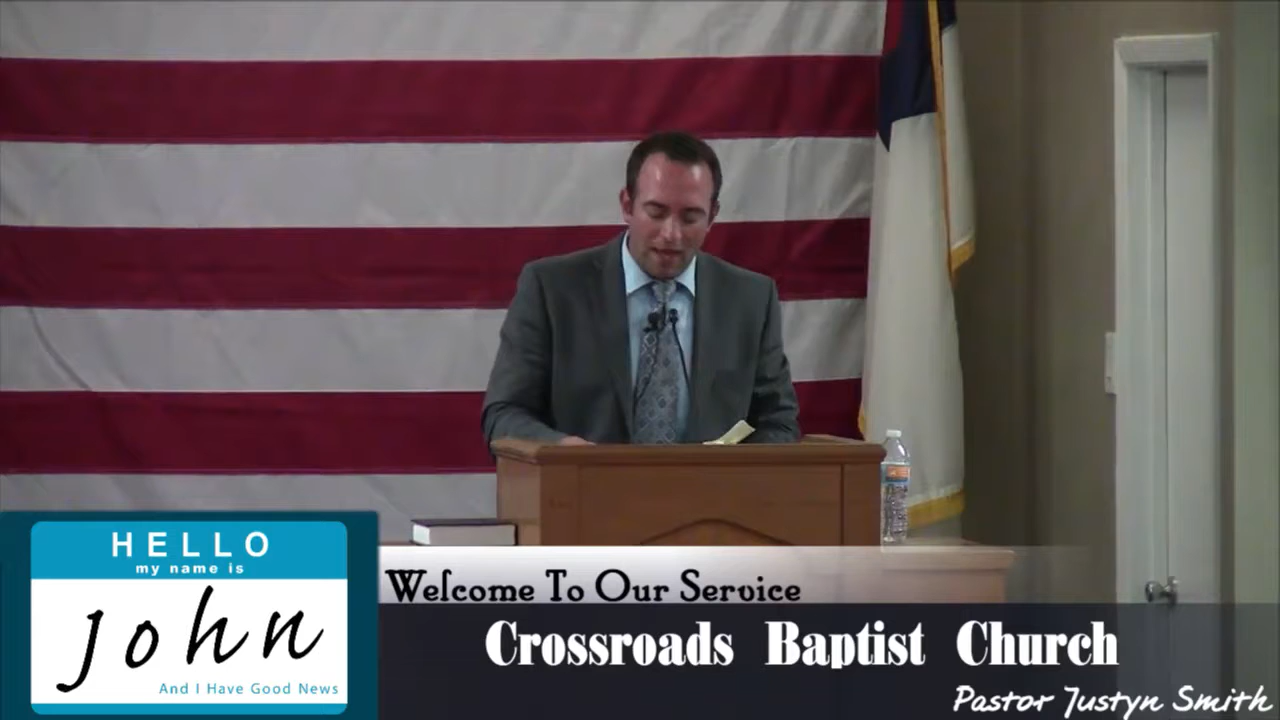 HELLO
my name is
john
And I Have Good News
Welcome To Our Service
Crossroads Baptist Church
Pastor Justyn Smith